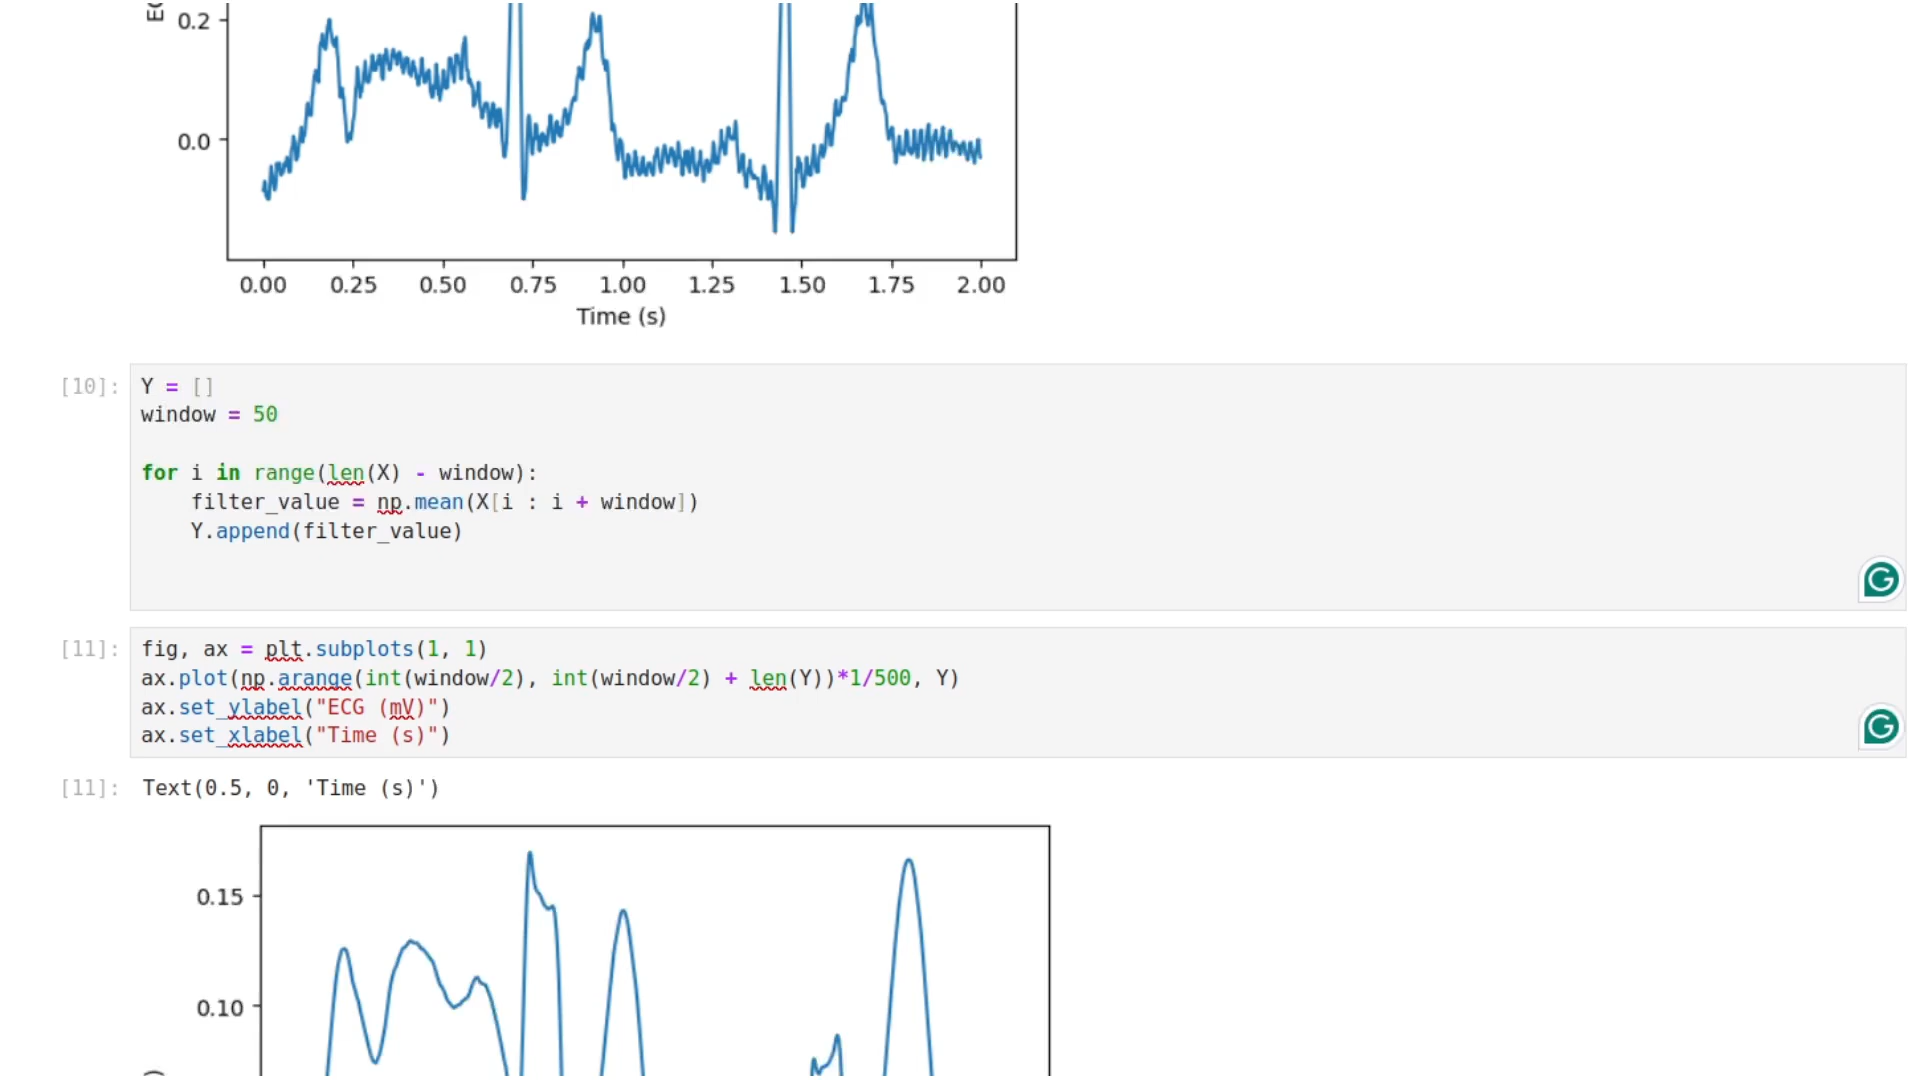 0.2
0.0
0.00 0.25 0.50 0.75 1.00 1.25 1.50 1.75 2.00
Time (s)
[10]: Y = []
window = 50
for i in range(len(X) - window):
filter_value = np.mean(X[i : i + window])
Y.append(filter_value)
[11]: fig, ax = plt.subplots(1, 1)
ax.plot(np.arange(int(window/2), int(window/2) + len(Y))*1/500, Y)
ax.set_ylabel("ECG (mV)")
ax.set_xlabel("Time (s)")
[11]: Text(0.5, 0, 'Time (s)')
0.15
0.10